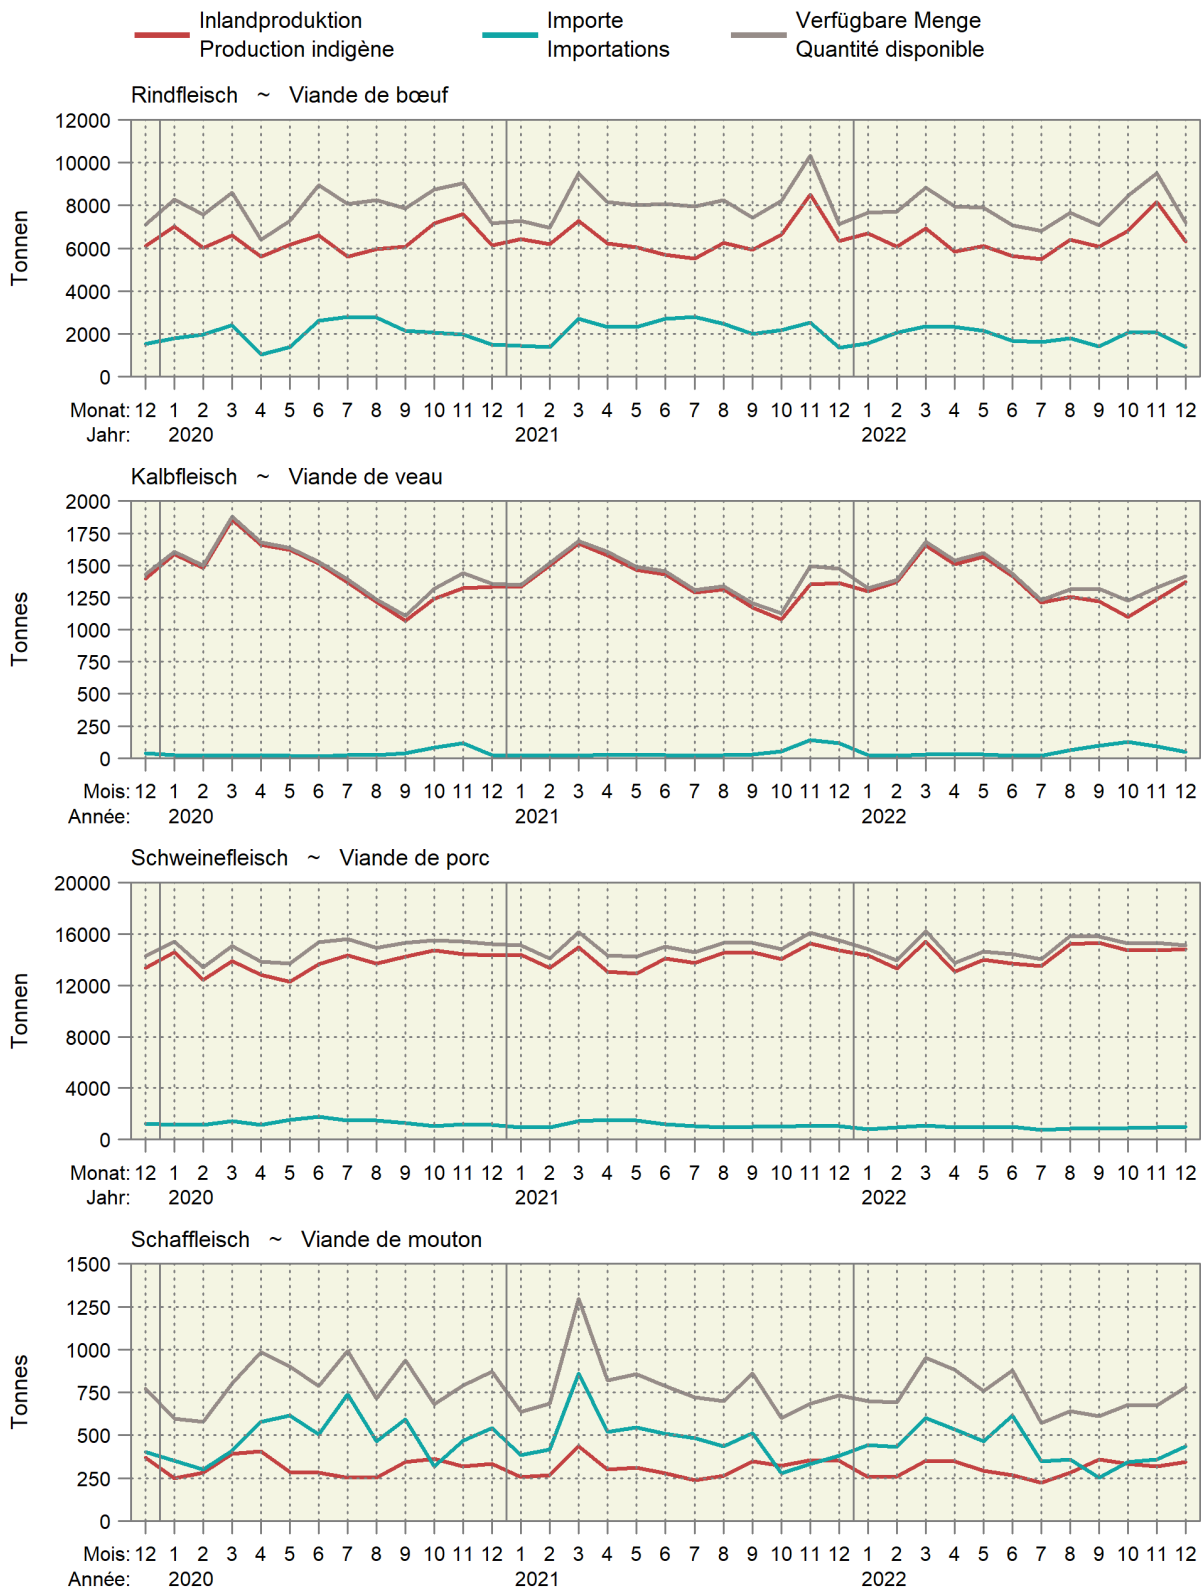 Inlandproduktion
Production indigène
Importe
Importations
Verfügbare Menge
Quantité disponible
Rindfleisch ~ Viande de bœuf
Tonnen
12000
10000
8000
6000
4000
2000
0
Monat: 12 1 2 3 4 5 6 7 8 9 10 11 12 1 2 3 4 5 6 7 8 9 10 11 12 1 2 3 4 5 6 7 8 9 10 11 12
Jahr: 2020 2021 2022
Kalbfleisch ~ Viande de veau
Tonnes
2000
1750
1500
1250
1000
750
500
250
0
Mois: 12 1 2 3 4 5 6 7 8 9 10 11 12 1 2 3 4 5 6 7 8 9 10 11 12 1 2 3 4 5 6 7 8 9 10 11 12
Année: 2020 2021 2022
Schweinefleisch ~ Viande de porc
Tonnen
20000
16000
12000
8000
4000
0
Monat: 12 1 2 3 4 5 6 7 8 9 10 11 12 1 2 3 4 5 6 7 8 9 10 11 12 1 2 3 4 5 6 7 8 9 10 11 12
Jahr: 2020 2021 2022
Schaffleisch ~ Viande de mouton
Tonnes
1500
1250
1000
750
500
250
0
Mois: 12 1 2 3 4 5 6 7 8 9 10 11 12 1 2 3 4 5 6 7 8 9 10 11 12 1 2 3 4 5 6 7 8 9 10 11 12
Année: 2020 2021 2022